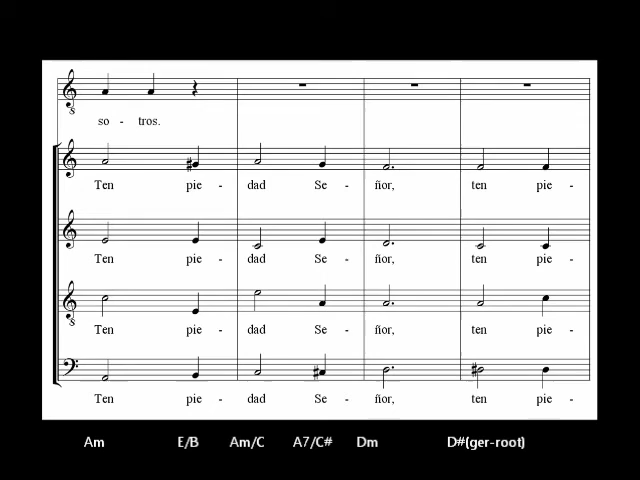 so - tros.
Ten pie - dad Se - ñor, ten pie -
Ten pie - dad Se - ñor, ten pie -
Ten pie - dad Se - ñor, ten pie -
Ten pie - dad Se - ñor, ten pie -
Am E/B Am/C A7/C# Dm D#(ger-root)